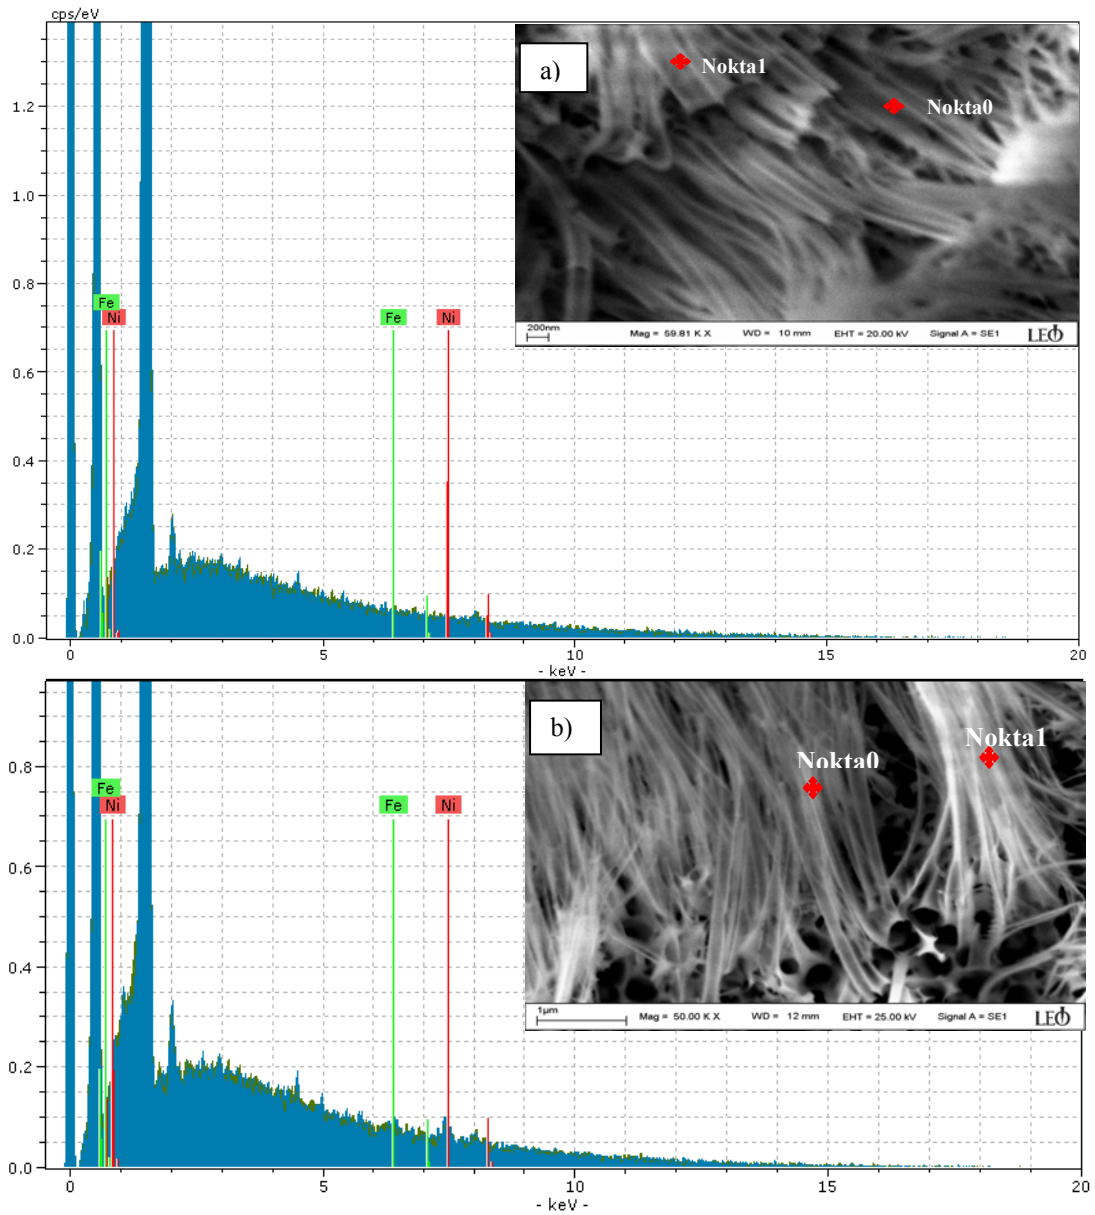 cps/eV
a)
Nokta1
Nokta0
1.2
1.0
0.8
0.6
0.4
0.2
0.0
Fe
Ni
Fe
Ni
200nm
Mag = 59.81 K X
WD = 10 mm
EHT = 20.00 kV
Signal A = SE1
LEO
0
5
10
15
20
- keV -
b)
Nokta0
Nokta1
0.8
0.6
0.4
0.2
0.0
Fe
Ni
Fe
Ni
1µm
Mag = 50.00 K X
WD = 12 mm
EHT = 25.00 kV
Signal A = SE1
LEO
0
5
10
15
20
- keV -